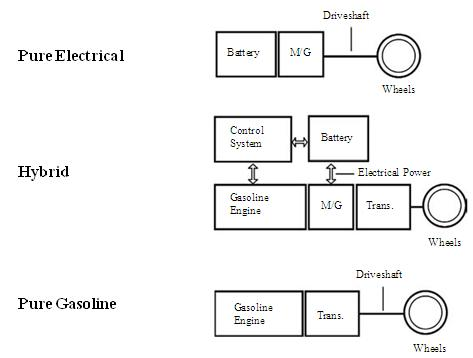 Driveshaft
Pure Electrical
Battery
M/G
Wheels
Control
System
Battery
Hybrid
Electrical Power
Gasoline
Engine
M/G
Trans.
Wheels
Driveshaft
Pure Gasoline
Gasoline
Engine
Trans.
Wheels